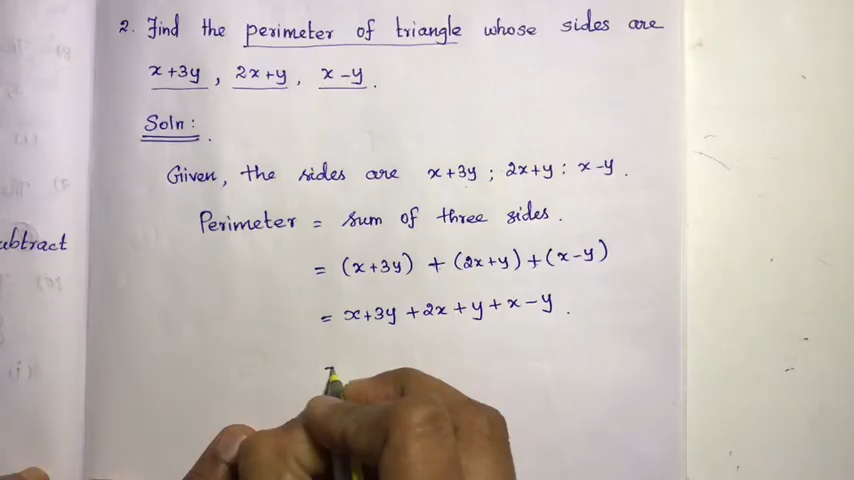 2. Find the perimeter of triangle whose sides are
x+3y, 2x+y, x-y.
Soln:.
Given, the sides are x+3y; 2x+y: x-y.
ubtract
Perimeter = sum of three sides.
= (x+3y) + (2x+y)+(x-y)
= x+3y+2x+y+x-y.